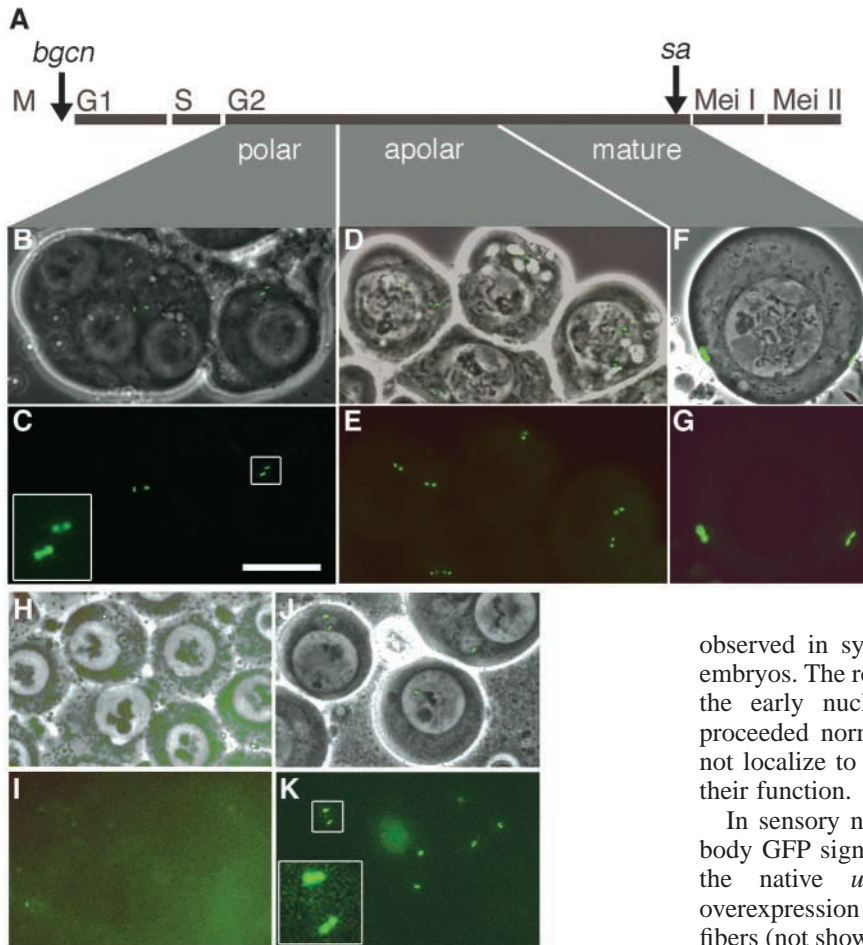 A
bgcn
sa
M G1 S G2 Mei I Mei II
polar apolar mature
B D F
C E G
H J
I K
observed in sy
embryos. The re
the early nucl
proceeded norr
not localize to
their function.
In sensory n
body GFP sign
the native u
overexpression
fibers (not show